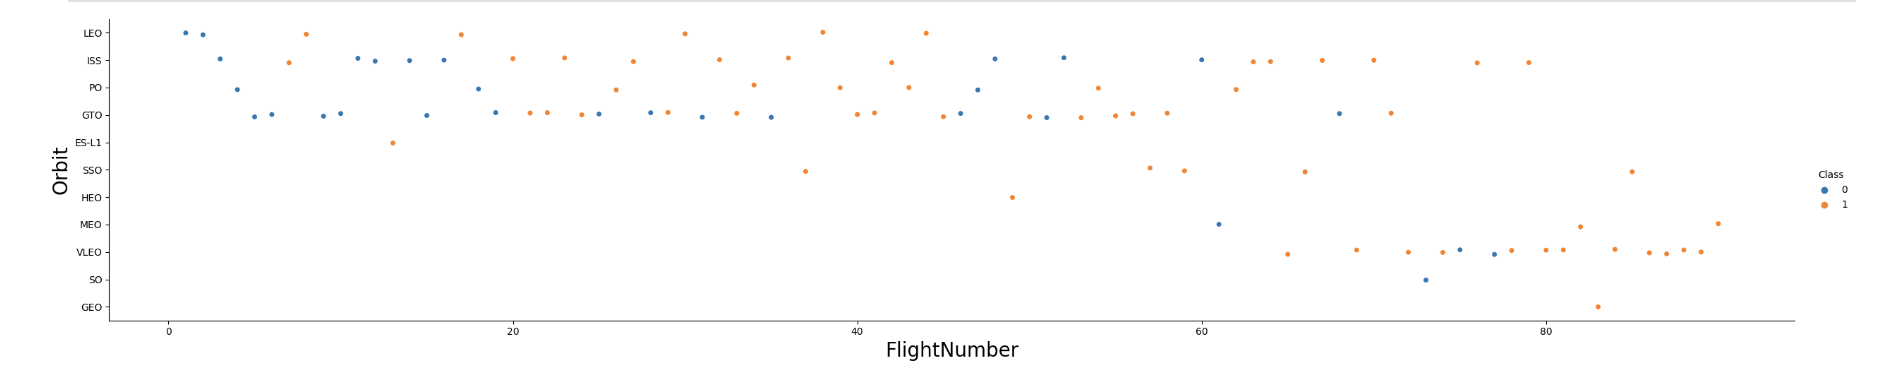 LEO
ISS
PO
GTO
ES-L1
SSO
HEO
MEO
VLEO
SO
GEO
Orbit
0 20 40 60 80
FlightNumber
Class
0
1